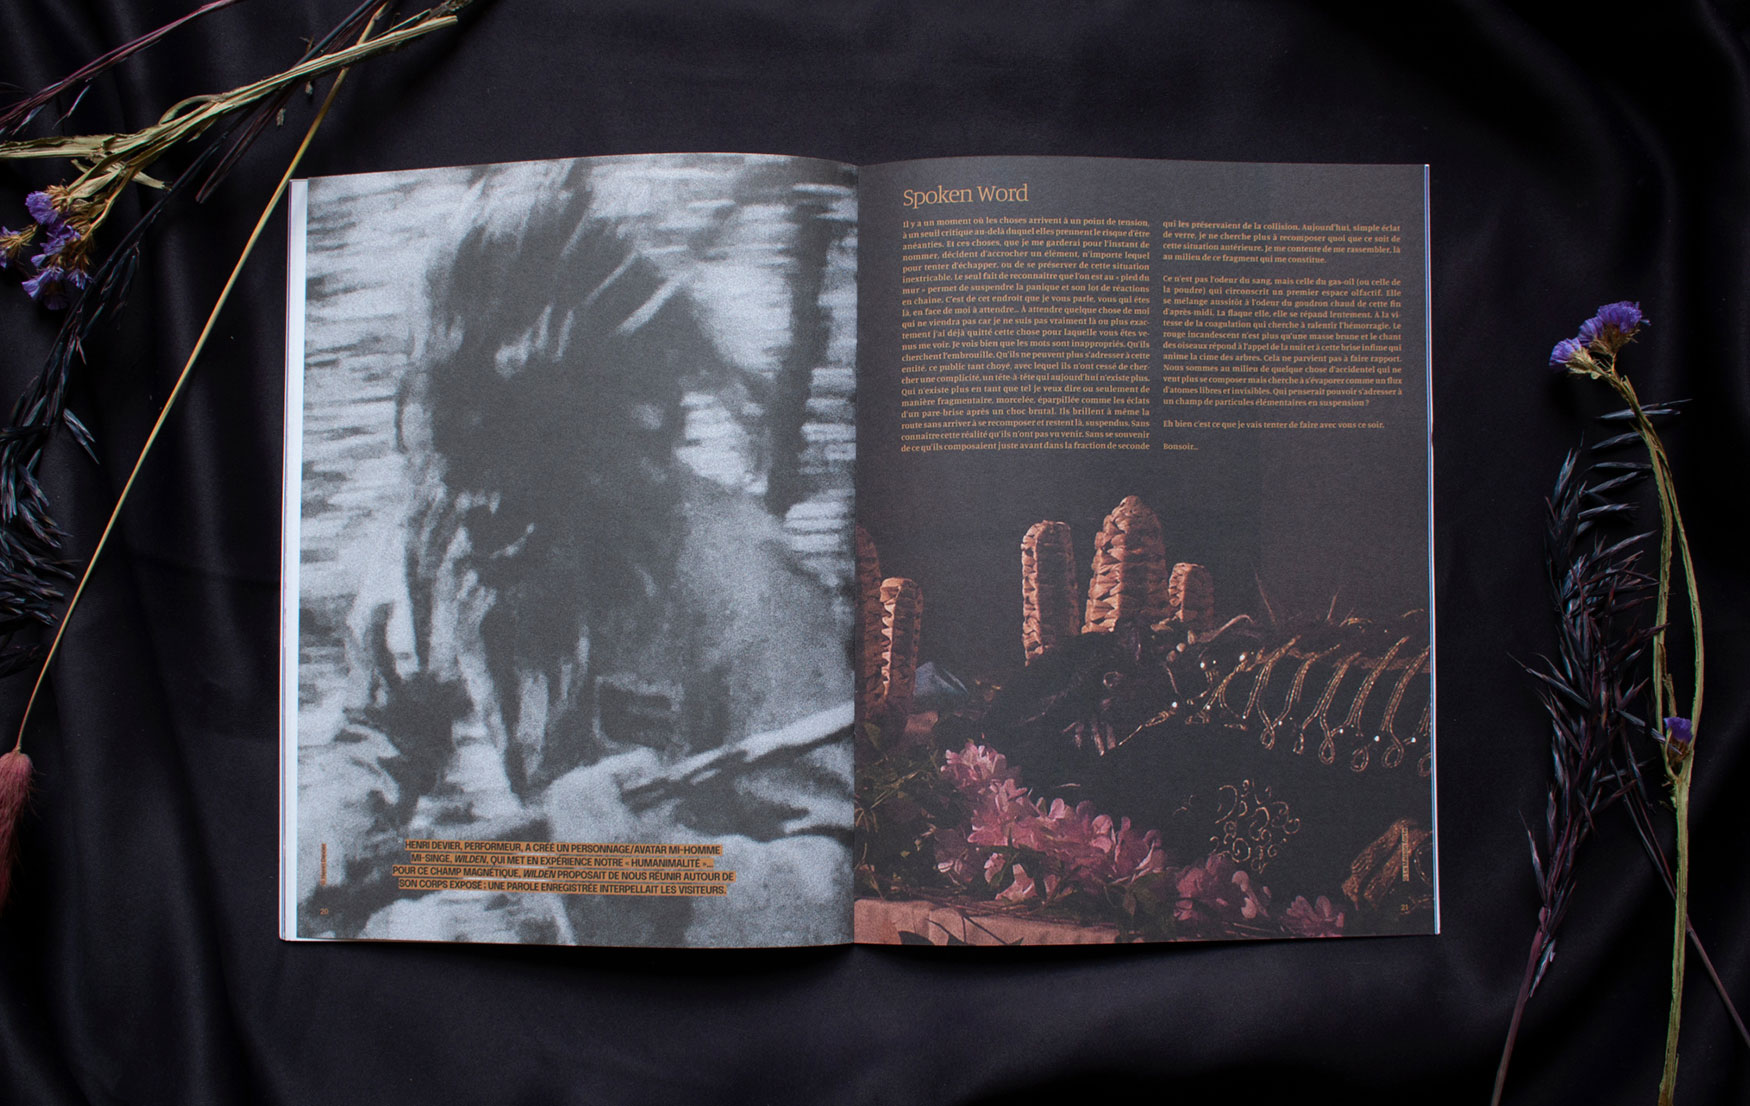 HENRI DEVIER, PERFORMEUR, A CRÉÉ UN PERSONNAGE/AVATAR MI-HOMME
MI-SINGE, WILDEN, QUI MET EN EXPÉRIENCE NOTRE « HUMANIMALITÉ »...
POUR CE CHAMP MAGNÉTIQUE, WILDEN PROPOSAIT DE NOUS RÉUNIR AUTOUR DE
SON CORPS EXPOSÉ ; UNE PAROLE ENREGISTRÉE INTERPELLAIT LES VISITEURS.
20
Spoken Word
Il y a un moment où les choses arrivent à un point de tension,
à un seuil critique au-delà duquel elles prennent le risque d'être
anéanties. Et ces choses, que je me garderai pour l'instant de
nommer, décident d'accrocher un élément, n'importe lequel
pour tenter d'échapper, ou de se préserver de cette situation
inextricable. Le seul fait de reconnaître que l'on est au « pied du
mur » permet de suspendre la panique et son lot de réactions
en chaîne. C'est de cet endroit que je vous parle, vous qui êtes
là, en face de moi à attendre... À attendre quelque chose de moi
qui ne viendra pas car je ne suis pas vraiment là ou plus exac-
tement j'ai déjà quitté cette chose pour laquelle vous êtes ve-
nus me voir. Je vois bien que les mots sont inappropriés. Qu'ils
cherchent l'embrouille. Qu'ils ne peuvent plus s'adresser à cette
entité, ce public tant choyé, avec lequel ils n'ont cessé de cher-
cher une complicité, un tête-à-tête qui aujourd'hui n'existe plus.
Qui n'existe plus en tant que tel je veux dire ou seulement de
manière fragmentaire, morcelée, éparpillée comme les éclats
d'un pare-brise après un choc brutal. Ils brillent à même la
route sans arriver à se recomposer et restent là, suspendus. Sans
connaître cette réalité qu'ils n'ont pas vu venir. Sans se souvenir
de ce qu'ils composaient juste avant dans la fraction de seconde
qui les préservaient de la collision. Aujourd'hui, simple éclat
de verre, je ne cherche plus à recomposer quoi que ce soit de
cette situation antérieure. Je me contente de me rassembler, là
au milieu de ce fragment qui me constitue.
Ce n'est pas l'odeur du sang, mais celle du gas-oil (ou celle de
la poudre) qui circonscrit un premier espace olfactif. Elle
se mélange aussitôt à l'odeur du goudron chaud de cette fin
d'après-midi. La flaque elle, elle se répand lentement. À la vi-
tesse de la coagulation qui cherche à ralentir l'hémorragie. Le
rouge incandescent n'est plus qu'une masse brune et le chant
des oiseaux répond à l'appel de la nuit et à cette brise infime qui
anime la cime des arbres. Cela ne parvient pas à faire rapport.
Nous sommes au milieu de quelque chose d'accidentel qui ne
veut plus se composer mais cherche à s'évaporer comme un flux
d'atomes libres et invisibles. Qui penserait pouvoir s'adresser à
un champ de particules élémentaires en suspension ?
Eh bien c'est ce que je vais tenter de faire avec vous ce soir.
Bonsoir...
21